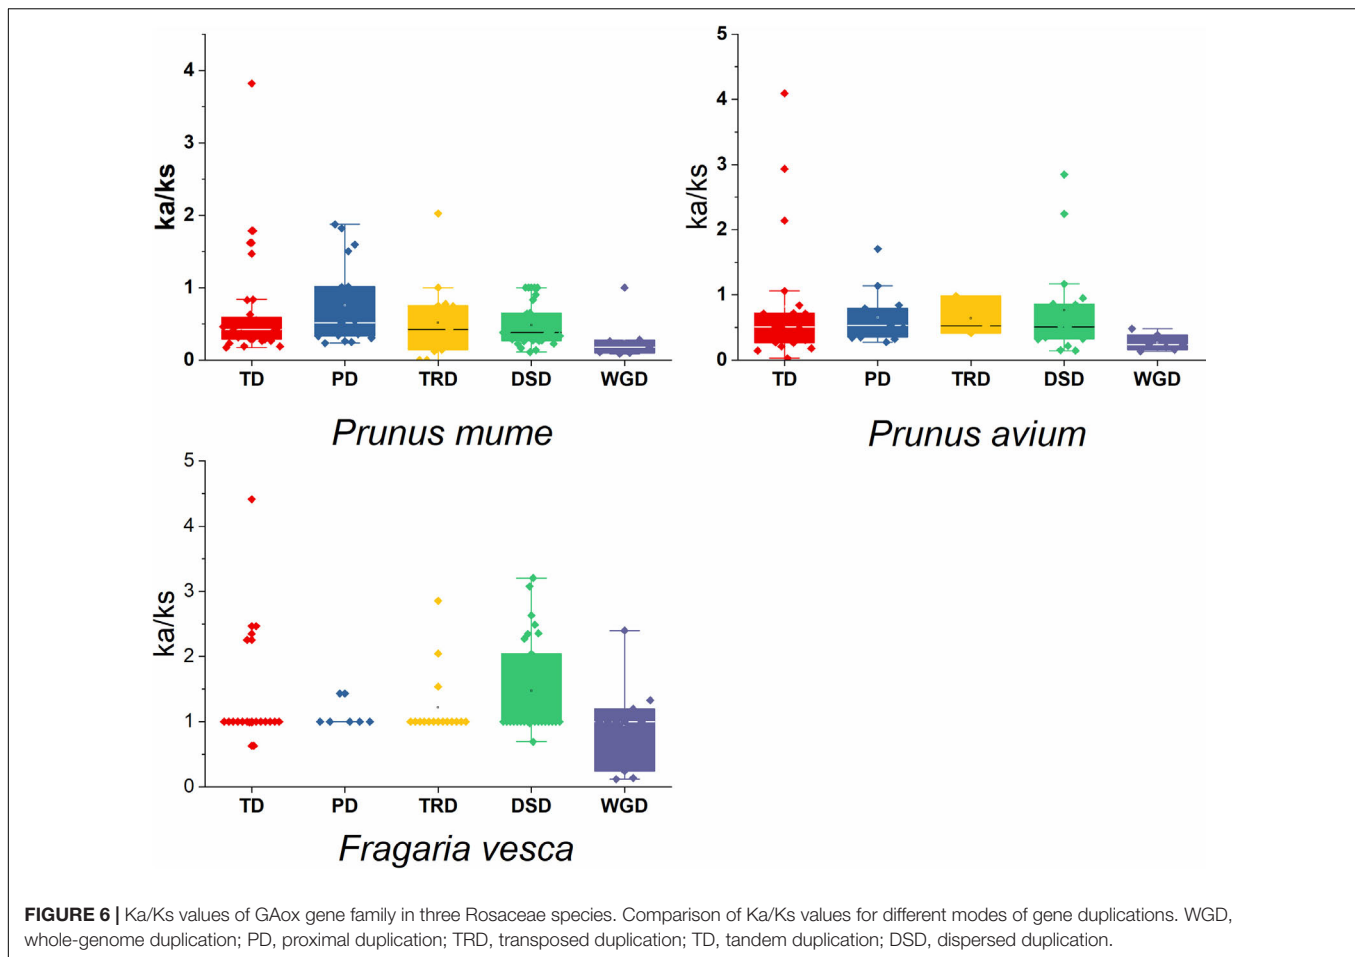 4
3
2
1
0
ka/ks
TD PD TRD DSD WGD
Prunus mume
5
4
3
2
1
0
ka/ks
TD PD TRD DSD WGD
Prunus avium
5
4
3
2
1
0
ka/ks
TD PD TRD DSD WGD
Fragaria vesca
FIGURE 6 | Ka/Ks values of GAox gene family in three Rosaceae species. Comparison of Ka/Ks values for different modes of gene duplications. WGD,
whole-genome duplication; PD, proximal duplication; TRD, transposed duplication; TD, tandem duplication; DSD, dispersed duplication.